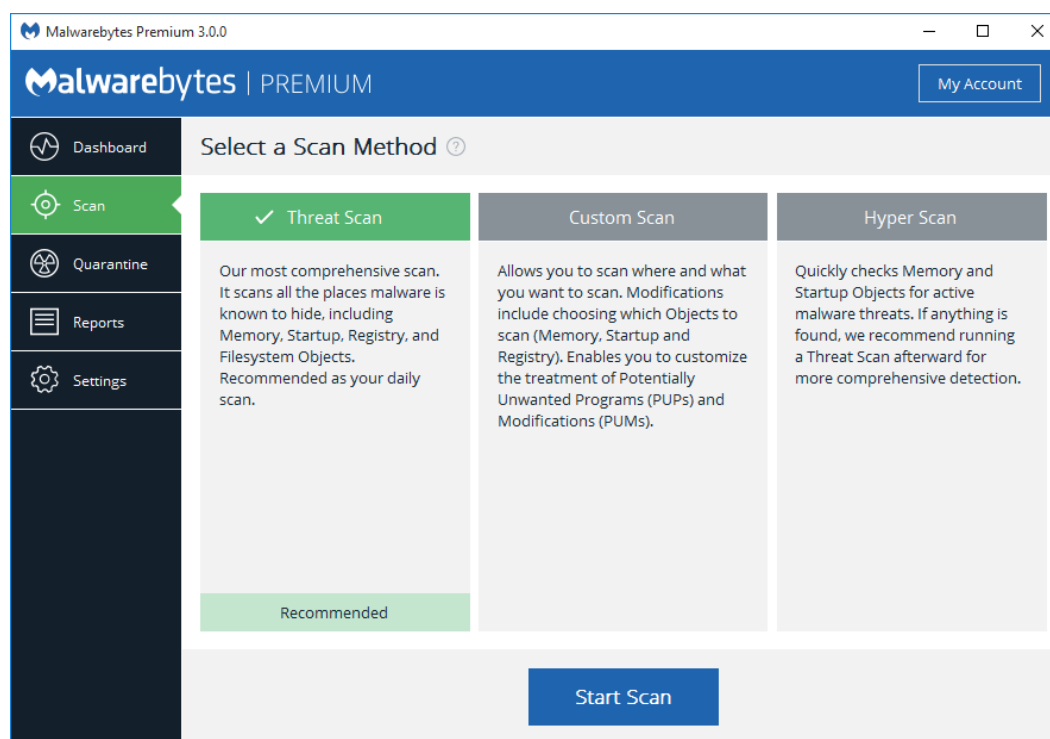 Malwarebytes Premium 3.0.0
Malwarebytes | PREMIUM
My Account
Dashboard
Scan
Quarantine
Reports
Settings
Select a Scan Method ?
Threat Scan
Our most comprehensive scan.
It scans all the places malware is
known to hide, including
Memory, Startup, Registry, and
Filesystem Objects.
Recommended as your daily
scan.
Recommended
Custom Scan
Allows you to scan where and what
you want to scan. Modifications
include choosing which Objects to
scan (Memory, Startup and
Registry). Enables you to customize
the treatment of Potentially
Unwanted Programs (PUPs) and
Modifications (PUMs).
Hyper Scan
Quickly checks Memory and
Startup Objects for active
malware threats. If anything is
found, we recommend running
a Threat Scan afterward for
more comprehensive detection.
Start Scan